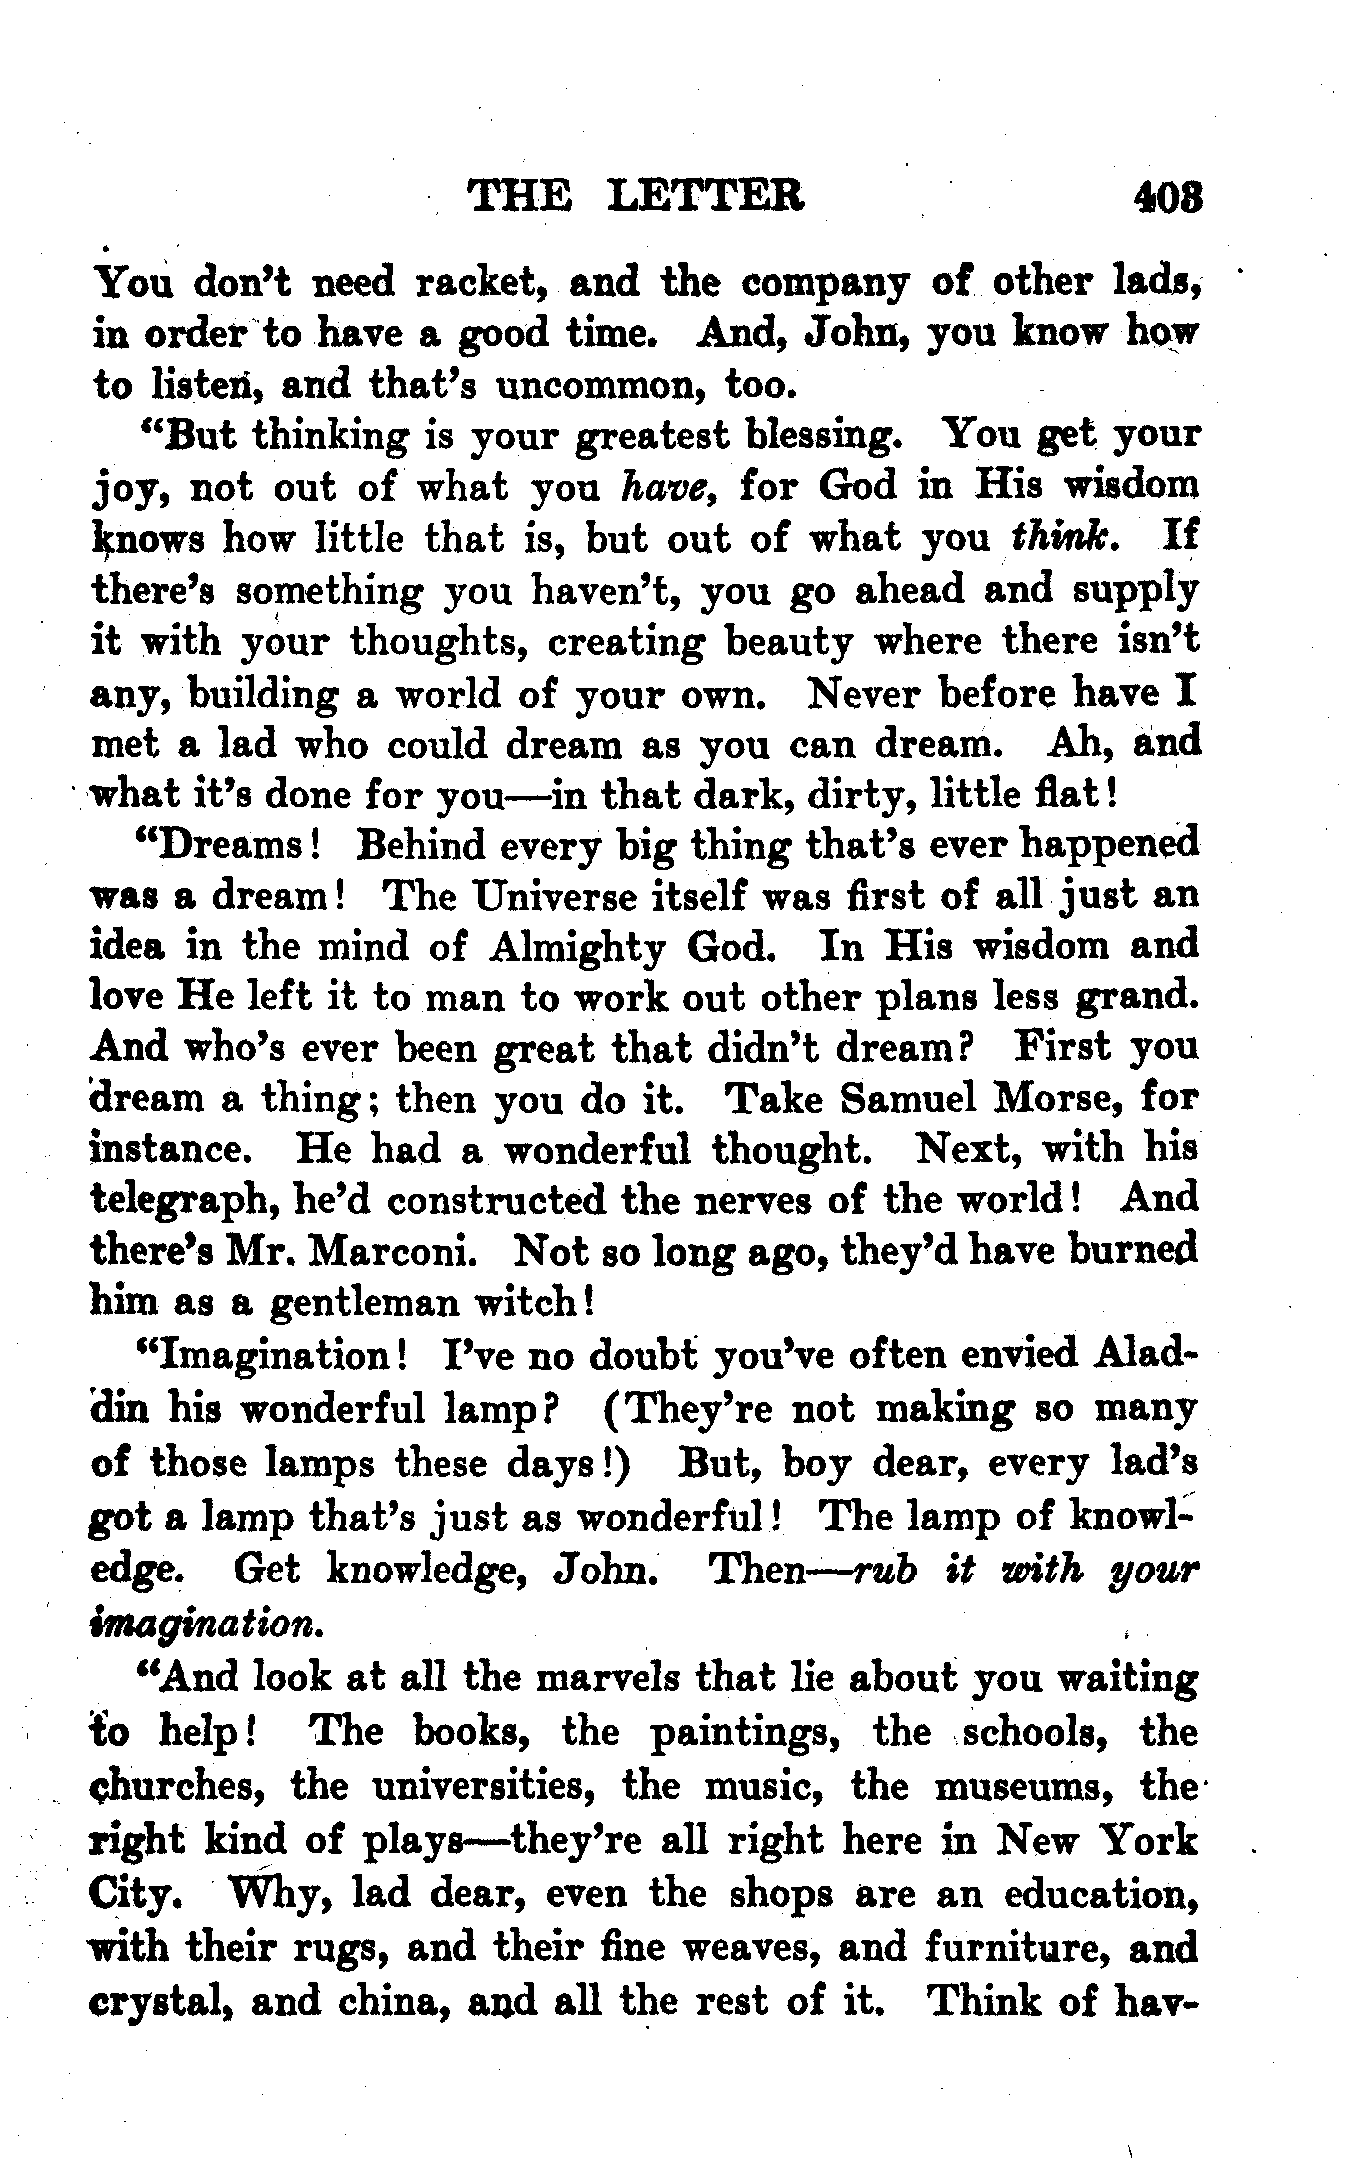 THE LETTER 403
You don't need racket, and the company of other lads,
in order to have a good time. And, John, you know how
to listen, and that's uncommon, too.
"But thinking is your greatest blessing. You get your
joy, not out of what you have, for God in His wisdom
knows how little that is, but out of what you think. If
there's something you haven't, you go ahead and supply
it with your thoughts, creating beauty where there isn't
any, building a world of your own. Never before have I
met a lad who could dream as you can dream. Ah, and
what it's done for you—in that dark, dirty, little flat!
"Dreams! Behind every big thing that's ever happened
was a dream! The Universe itself was first of all just an
idea in the mind of Almighty God. In His wisdom and
love He left it to man to work out other plans less grand.
And who's ever been great that didn't dream? First you
dream a thing; then you do it. Take Samuel Morse, for
instance. He had a wonderful thought. Next, with his
telegraph, he'd constructed the nerves of the world! And
there's Mr. Marconi. Not so long ago, they'd have burned
him as a gentleman witch!
"Imagination! I've no doubt you've often envied Alad-
din his wonderful lamp? (They're not making so many
of those lamps these days!) But, boy dear, every lad's
got a lamp that's just as wonderful! The lamp of knowl-
edge. Get knowledge, John. Then—rub it with your
imagination.
"And look at all the marvels that lie about you waiting
to help! The books, the paintings, the schools, the
churches, the universities, the music, the museums, the
right kind of plays—they're all right here in New York
City. Why, lad dear, even the shops are an education,
with their rugs, and their fine weaves, and furniture, and
crystal, and china, and all the rest of it. Think of hav-